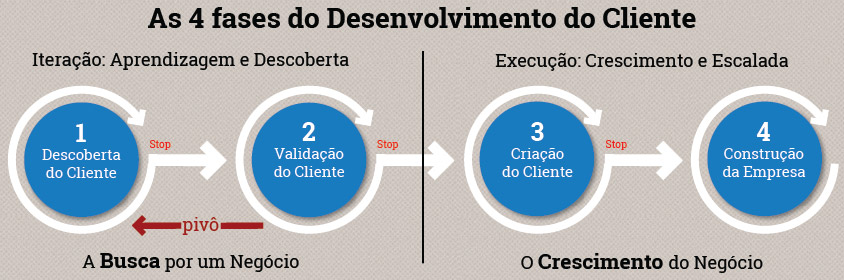 As 4 fases do Desenvolvimento do Cliente
Iteração: Aprendizagem e Descoberta
Execução: Crescimento e Escalada
1
Descoberta
do Cliente
Stop
2
Validação
do Cliente
Stop
3
Criação
do Cliente
Stop
4
Construção
da Empresa
pivô
A Busca por um Negócio
O Crescimento do Negócio